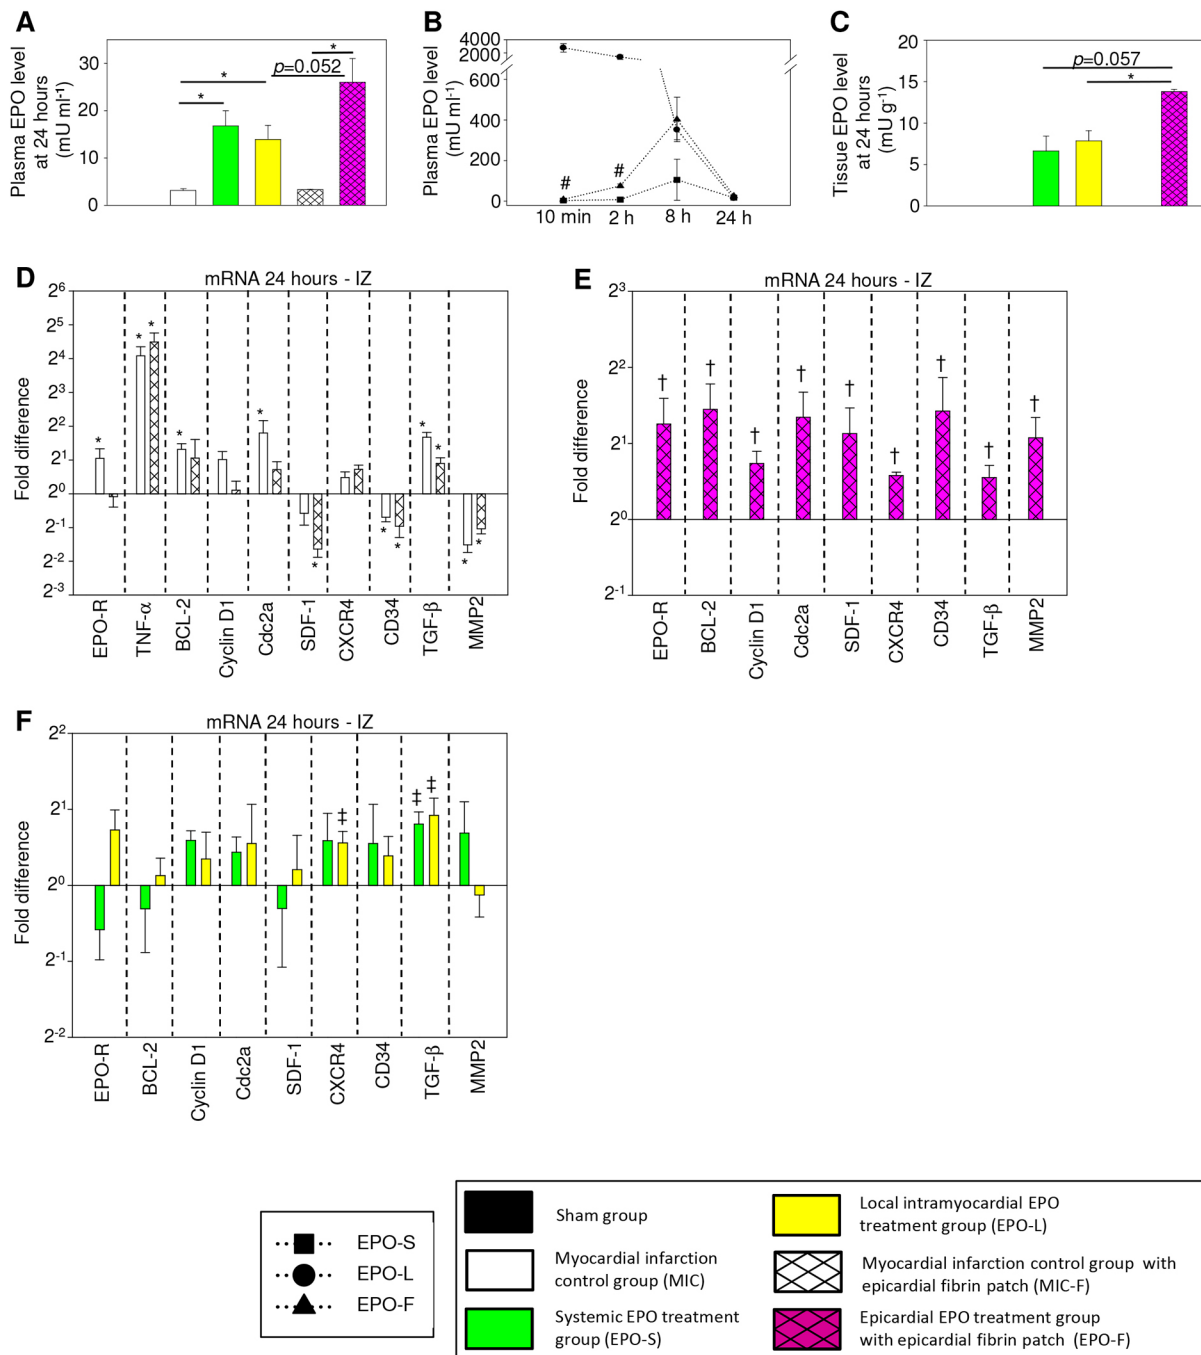 A
Plasma EPO level
at 24 hours
(mU ml⁻¹)
30
20
10
0
*
*
p=0.052
*
B
Plasma EPO level
(mU ml⁻¹)
4000
2000
600
400
200
0
#
#
10 min
2 h
8 h
24 h
C
Tissue EPO level
at 24 hours
(mU g⁻¹)
20
15
10
5
0
p=0.057
*
D
mRNA 24 hours - IZ
Fold difference
2⁶
2⁵
2⁴
2³
2²
2¹
2⁰
2⁻¹
2⁻²
2⁻³
*
*
*
*
*
*
*
*
*
*
*
*
EPO-R
TNF-α
BCL-2
Cyclin D1
Cdc2a
SDF-1
CXCR4
CD34
TGF-β
MMP2
E
mRNA 24 hours - IZ
Fold difference
2³
2²
2¹
2⁰
2⁻¹
†
†
†
†
†
†
†
†
†
EPO-R
BCL-2
Cyclin D1
Cdc2a
SDF-1
CXCR4
CD34
TGF-β
MMP2
F
mRNA 24 hours - IZ
Fold difference
2²
2¹
2⁰
2⁻¹
2⁻²
‡
‡
‡
EPO-R
BCL-2
Cyclin D1
Cdc2a
SDF-1
CXCR4
CD34
TGF-β
MMP2
EPO-S
EPO-L
EPO-F
Sham group
Myocardial infarction
control group (MIC)
Systemic EPO treatment
group (EPO-S)
Local intramyocardial EPO
treatment group (EPO-L)
Myocardial infarction control group with
epicardial fibrin patch (MIC-F)
Epicardial EPO treatment group
with epicardial fibrin patch (EPO-F)